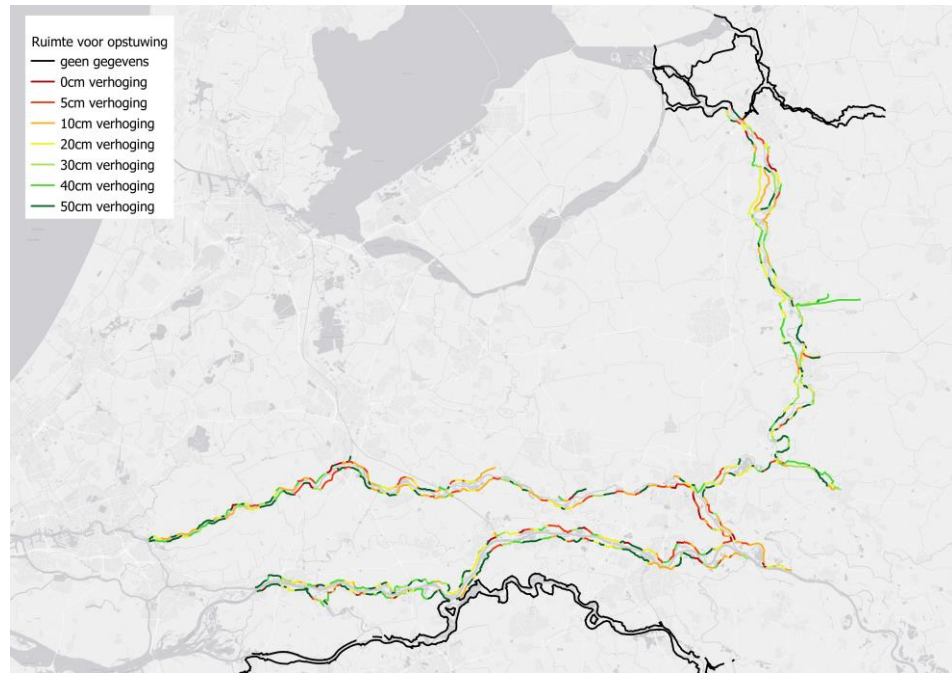 Ruimte voor opstuwing
geen gegevens
0cm verhoging
5cm verhoging
10cm verhoging
20cm verhoging
30cm verhoging
40cm verhoging
50cm verhoging